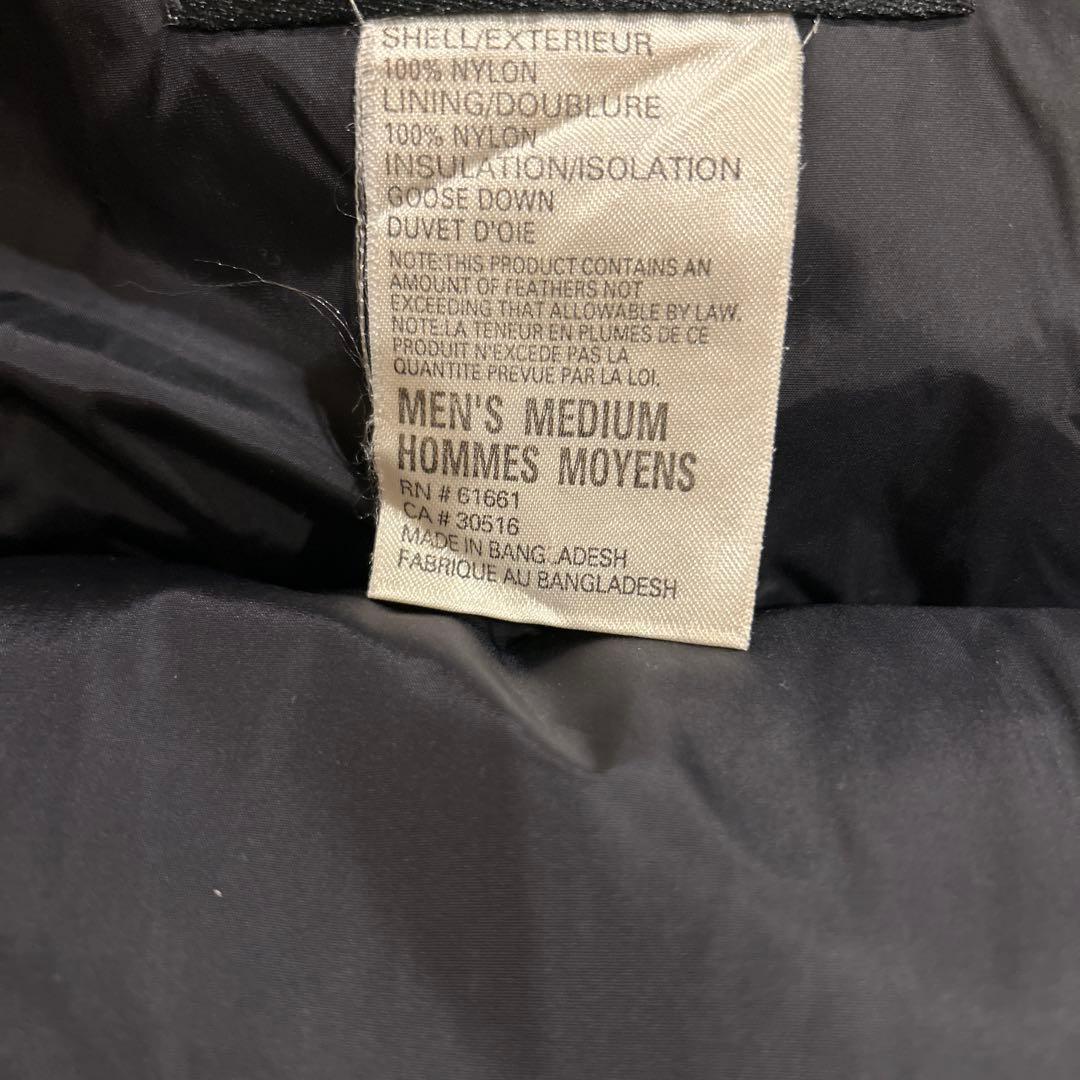 SHELL/EXTERIEUR
100% NYLON
LINING/DOUBLURE
100% NYLON
INSULATION/ISOLATION
GOOSE DOWN
DUVET D'OIE
NOTE:THIS PRODUCT CONTAINS AN
AMOUNT OF FEATHERS NOT
EXCEEDING THAT ALLOWABLE BY LAW.
NOTE:LA TENEUR EN PLUMES DE CE
PRODUIT N'EXCEDE PAS LA
QUANTITE PREVUE PAR LA LOI.
MEN'S MEDIUM
HOMMES MOYENS
RN # 61661
CA # 30516
MADE IN BANGLADESH
FABRIQUE AU BANGLADESH